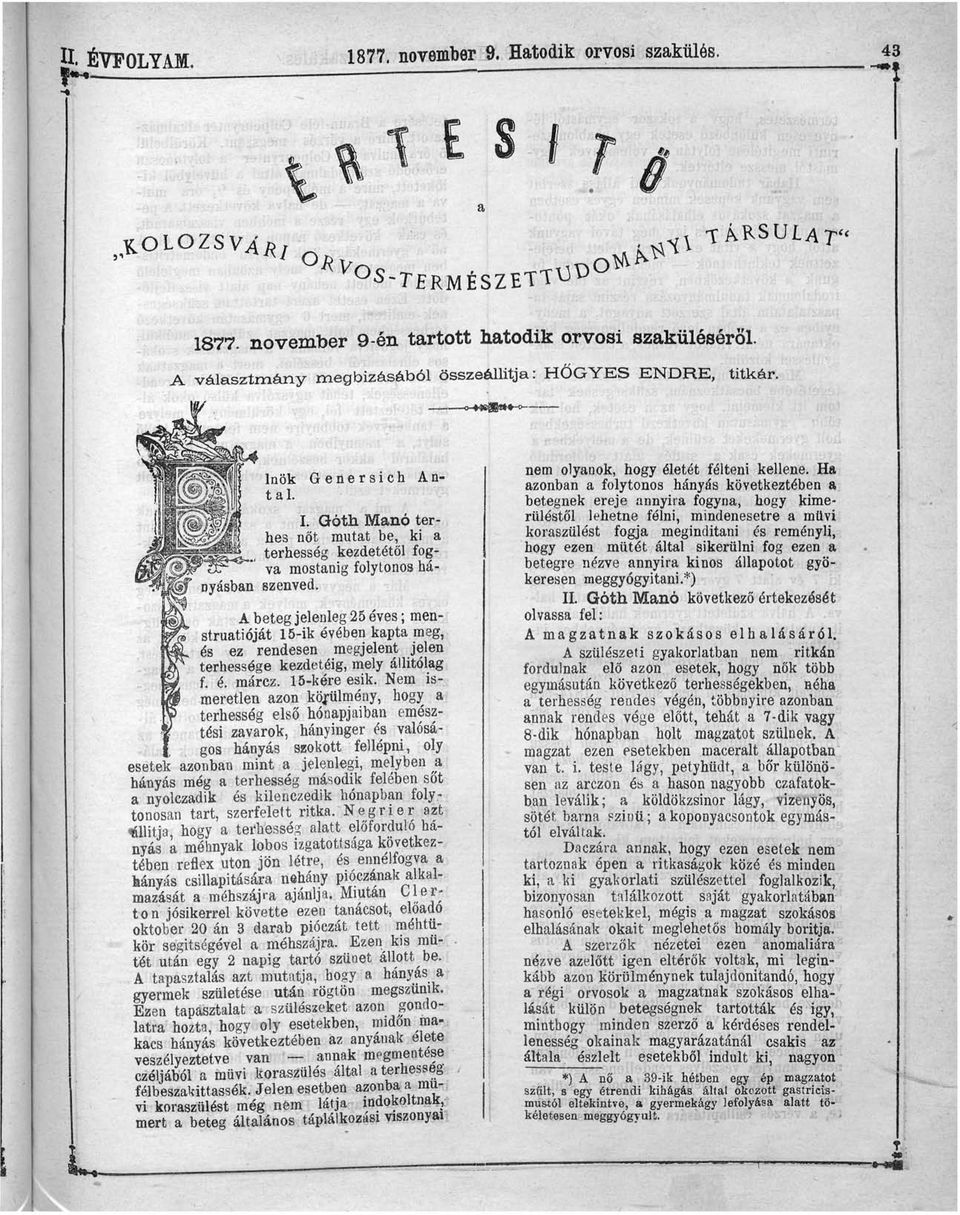 II. ÉVFOLYAM.
1877. november 9. Hatodik orvosi szakülés.
43
ÉRTESITŐ
a
„KOLOZSVÁRI ORVOS-TERMÉSZETTUDOMÁNYI TÁRSULAT“
1877. november 9-én tartott hatodik orvosi szaküléséről.
A választmány megbizásából összeállitja: HŐGYES ENDRE, titkár.
Elnök Genersich An-
tal.
I. Góth Manó ter-
hes nőt mutat be, ki a
terhesség kezdetétől fog-
va mostanig folytonos há-
nyásban szenved.
A beteg jelenleg 25 éves; men-
struatióját 15-ik évében kapta meg,
és ez rendesen megjelent jelen
terhessége kezdetéig, mely állitólag
f. é. márcz. 15-kére esik. Nem is-
meretlen azon körülmény, hogy a
terhesség első hónapjaiban emész-
tési zavarok, hányinger és valósá-
gos hányás szokott fellépni, oly
esetek azonban mint a jelenlegi, melyben a
hányás még a terhesség második felében sőt
a nyolczadik és kilenczedik hónapban foly-
tonosan tart, szerfelett ritka. Negrier azt
állitja, hogy a terhesség alatt előforduló há-
nyás a méhnyak lobos izgatottsága következ-
tében reflex uton jön létre, és ennélfogva a
hányás csillapitására nehány pióczának alkal-
mazását a méhszájra ajánlja. Miután Cler-
ton jósikerrel követte ezen tanácsot, előadó
oktober 20 án 3 darab pióczát tett méhtü-
kör segitségével a méhszájra. Ezen kis mü-
tét után egy 2 napig tartó szünet állott be.
A tapasztalás azt mutatja, hogy a hányás a
gyermek születése után rögtön megszünik.
Ezen tapasztalat a szülészeket azon gondo-
latra hozta, hogy oly esetekben, midőn ma-
kacs hányás következtében az anyának élete
veszélyeztetve van — annak megmentése
czéljából a müvi koraszülés által a terhesség
félbeszakittassék. Jelen esetben azonba a mü-
vi koraszülést még nem látja indokoltnak,
mert a beteg általános táplálkozási viszonyai
nem olyanok, hogy életét félteni kellene. Ha
azonban a folytonos hányás következtében a
betegnek ereje annyira fogyna, hogy kime-
rüléstől lehetne félni, mindenesetre a müvi
koraszülést fogja meginditani és reményli,
hogy ezen mütét által sikerülni fog ezen a
betegre nézve annyira kinos állapotot gyö-
keresen meggyógyitani.*)
II. Góth Manó következő értekezését
olvassa fel:
A magzatnak szokásos elhalásáról.
A szülészeti gyakorlatban nem ritkán
fordulnak elő azon esetek, hogy nők több
egymásután következő terhességekben, néha
a terhesség rendes végén, többnyire azonban
annak rendes vége előtt, tehát a 7-dik vagy
8-dik hónapban holt magzatot szülnek. A
magzat ezen esetekben macerált állapotban
van t. i. teste lágy, petyhüdt, a bőr különö-
sen az arczon és a hason nagyobb czafatok-
ban leválik; a köldökzsinor lágy, vizenyös,
sötét barna szinü; a koponyacsontok egymás-
tól elváltak.
Daczára annak, hogy ezen esetek nem
tartoznak épen a ritkaságok közé és minden
ki, a ki gyakorlati szülészettel foglalkozik,
bizonyosan találkozott saját gyakorlatában
hasonló esetekkel, mégis a magzat szokásos
elhalásának okait meglehetős homály boritja.
A szerzők nézetei ezen anomaliára
nézve azelőtt igen eltérők voltak, mi legin-
kább azon körülménynek tulajdonitandó, hogy
a régi orvosok a magzatnak szokásos elha-
lását külön betegségnek tartották és igy,
minthogy minden szerző a kérdéses rendel-
lenesség okainak magyarázatánál csakis az
általa észlelt esetekből indult ki, nagyon
*) A nő a 39-ik hétben egy ép magzatot
szült, s egy étrendi kihágás által okozott gastricis-
mustól eltekintve, a gyermekágy lefolyása alatt tö-
kéletesen meggyógyult.